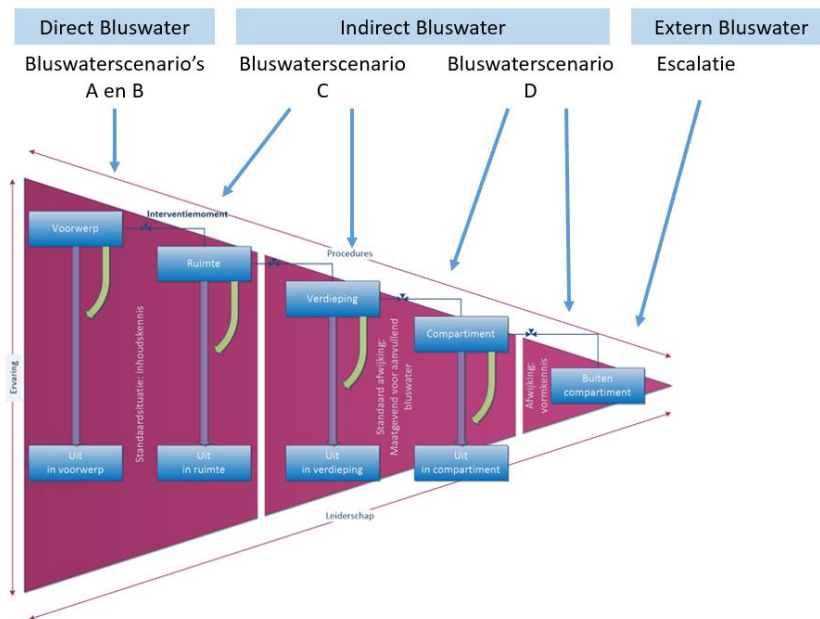 Direct Bluswater
Indirect Bluswater
Extern Bluswater
Bluswaterscenario's
A en B
Bluswaterscenario
C
Bluswaterscenario
D
Escalatie
Interventiemoment
Procedures
Voorwerp
Ruimte
Verdieping
Compartiment
Buiten
compartiment
Ervaring
Standaardsituatie: inhoudskennis
Standaard afwijking:
Maatgevend voor aanvullend
bluswater
Afwijking:
vormkennis
Uit
in voorwerp
Uit
in ruimte
Uit
in verdieping
Uit
in compartiment
Leiderschap